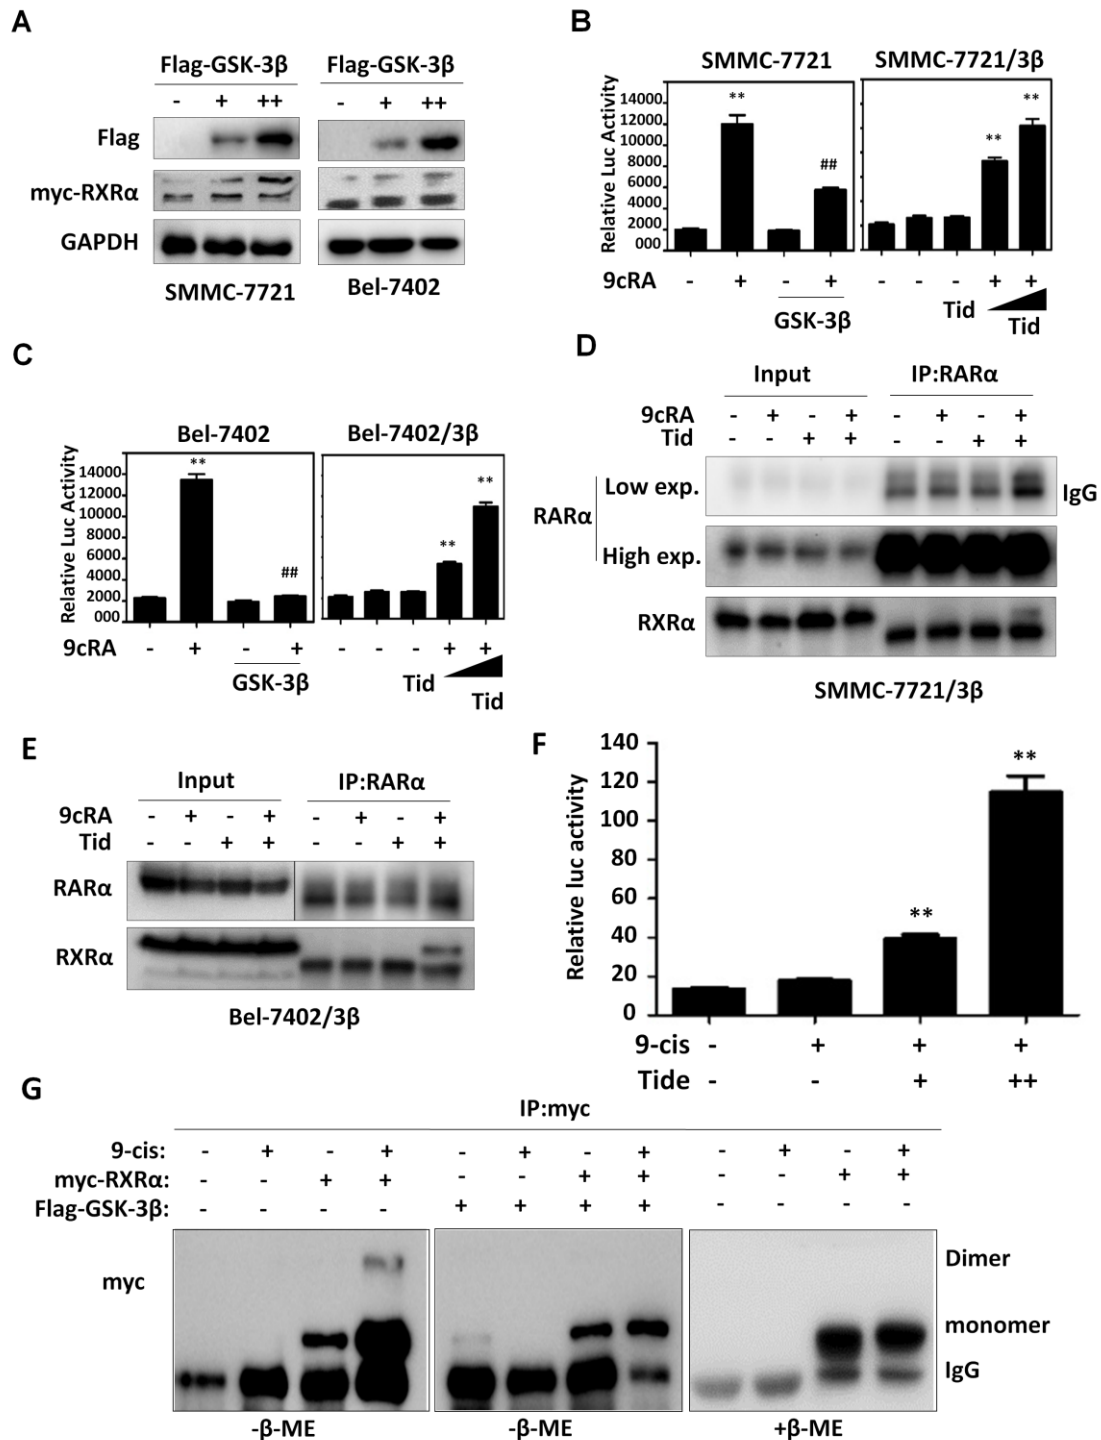 A
Flag-GSK-3β Flag-GSK-3β
- + ++ - + ++
Flag
myc-RXRα
GAPDH
SMMC-7721 Bel-7402
B
SMMC-7721 SMMC-7721/3β
Relative Luc Activity
14000
12000
10000
8000
6000
4000
2000
000
** ## ** **
9cRA - + - + - - - + +
GSK-3β Tid Tid
C
Bel-7402 Bel-7402/3β
Relative Luc Activity
14000
12000
10000
8000
6000
4000
2000
000
** ## ** **
9cRA - + - + - - - + +
GSK-3β Tid Tid
D
Input IP:RARα
9cRA - + - + - + - +
Tid - - + + - - + +
RARα
Low exp. IgG
High exp.
RXRα
SMMC-7721/3β
E
Input IP:RARα
9cRA - + - + - + - +
Tid - - + + - - + +
RARα
RXRα
Bel-7402/3β
F
Relative luc activity
140
120
100
80
60
40
20
0
** **
9-cis - + + +
Tide - - + ++
G
IP:myc
9-cis: - + - + - + - + - + - +
myc-RXRα: - - + + - - + + - - + +
Flag-GSK-3β: - - - - + + + + - - - -
myc
Dimer
monomer
IgG
-β-ME -β-ME +β-ME